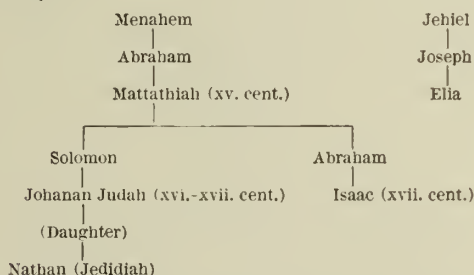 Menahem Jehiel
Abraham Joseph
Mattathiah (xv. cent.) Elia
Solomon Abraham
Johanan Judah (xvi.-xvii. cent.) Isaac (xvii. cent.)
(Daughter)
Nathan (Jedidiah)